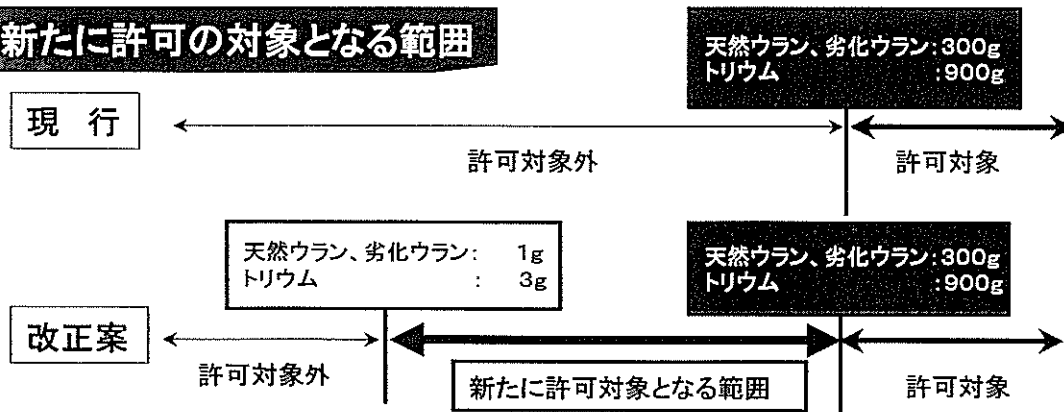 新たに許可の対象となる範囲
天然ウラン、劣化ウラン:300g
トリウム :900g
現 行
許可対象外
許可対象
天然ウラン、劣化ウラン: 1g
トリウム : 3g
天然ウラン、劣化ウラン:300g
トリウム :900g
改正案
許可対象外
新たに許可対象となる範囲
許可対象